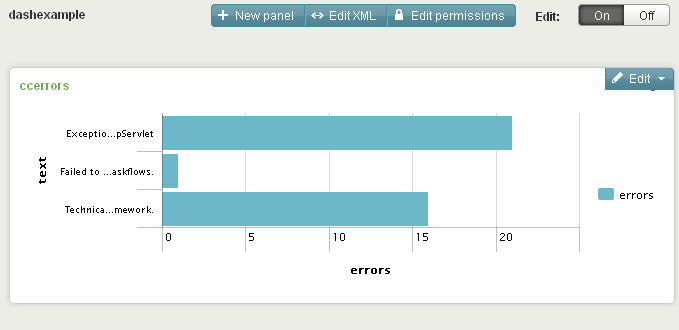 dashexample
New panel
Edit XML
Edit permissions
Edit:
On
Off
ccerrors
Edit
text
Exceptio...pServlet
Failed to ...askflows.
Technica...mework.
errors
0
5
10
15
20
errors